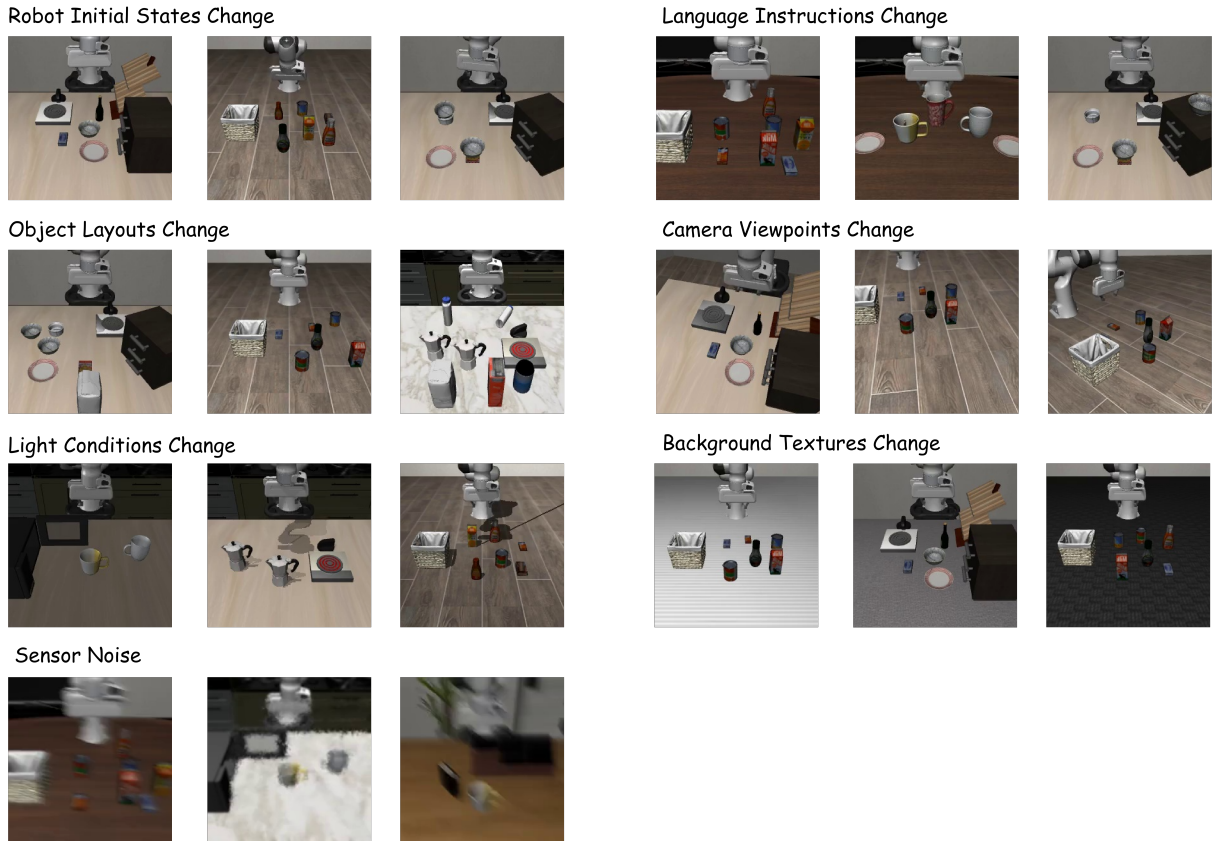 Robot Initial States Change
Language Instructions Change
Object Layouts Change
Camera Viewpoints Change
Light Conditions Change
Background Textures Change
Sensor Noise